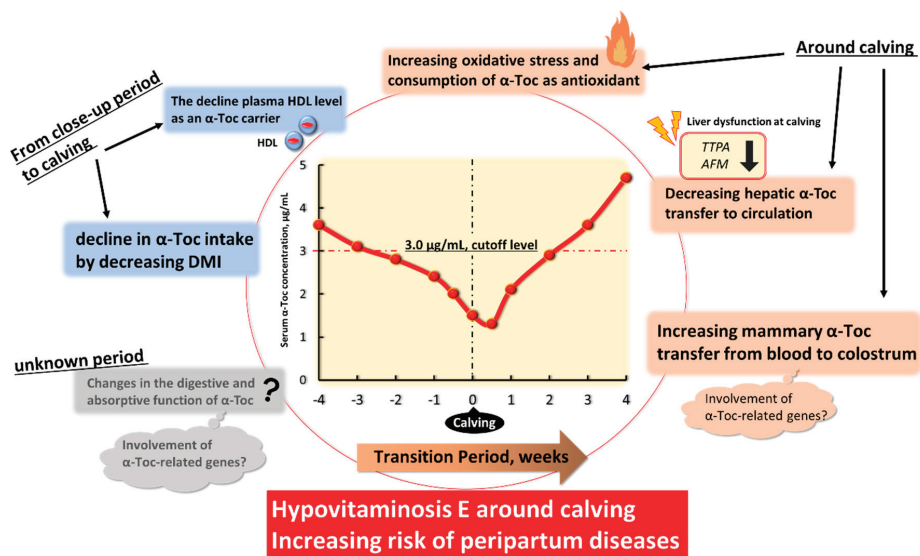 Increasing oxidative stress and
consumption of α-Toc as antioxidant
Around calving
From close-up period
to calving
The decline plasma HDL level
as an α-Toc carrier
HDL
Liver dysfunction at calving
TTPA
AFM
Decreasing hepatic α-Toc
transfer to circulation
decline in α-Toc intake
by decreasing DMI
Serum α-Toc concentration, µg/mL
5
4
3
2
1
0
3.0 µg/mL, cutoff level
-4 -3 -2 -1 0 1 2 3 4
Calving
Increasing mammary α-Toc
transfer from blood to colostrum
Involvement of
α-Toc-related genes?
unknown period
Changes in the digestive and
absorptive function of α-Toc
?
Involvement of
α-Toc-related genes?
Transition Period, weeks
Hypovitaminosis E around calving
Increasing risk of peripartum diseases